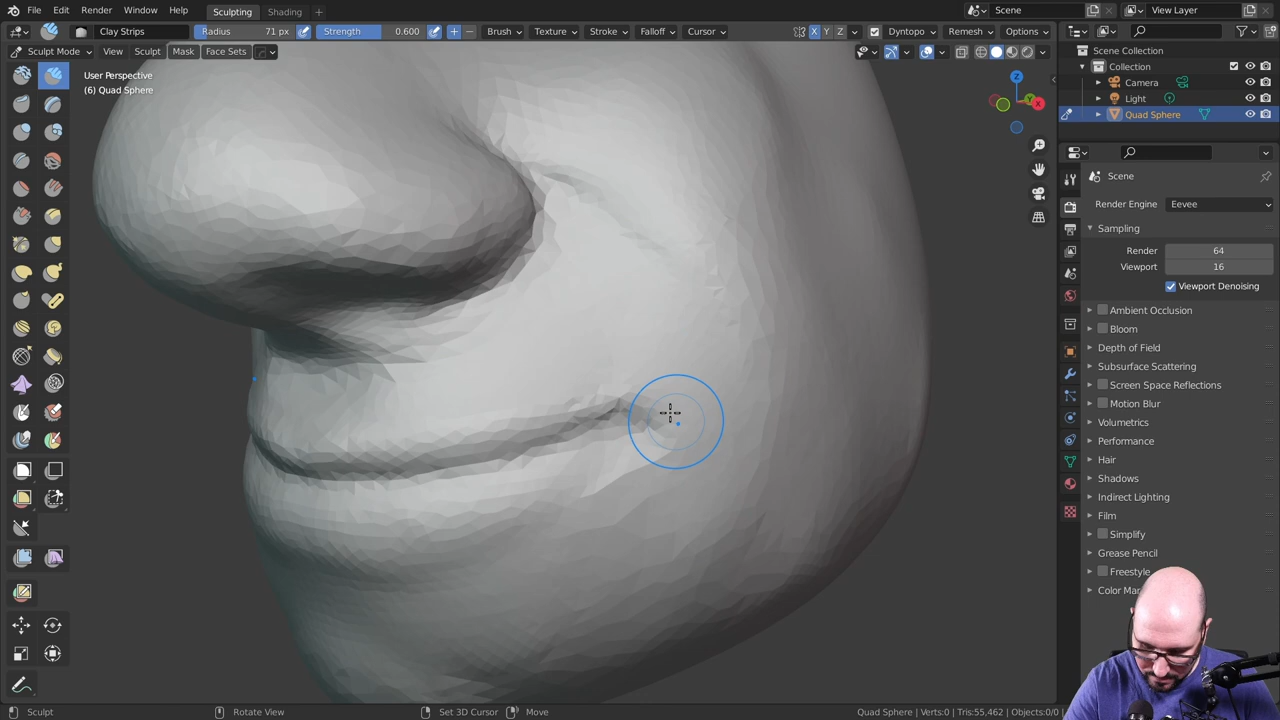 File Edit Render Window Help Sculpting Shading + Scene View Layer
Clay Strips Radius 71 px Strength 0.600 + − Brush Texture Stroke Falloff Cursor X Y Z Dyntopo Remesh Options
Sculpt Mode View Sculpt Mask Face Sets
User Perspective
(6) Quad Sphere
Z
Y
X
Scene Collection
Collection
Camera
Light
Quad Sphere
Scene
Render Engine Eevee
Sampling
Render 64
Viewport 16
Viewport Denoising
Ambient Occlusion
Bloom
Depth of Field
Subsurface Scattering
Screen Space Reflections
Motion Blur
Volumetrics
Performance
Hair
Shadows
Indirect Lighting
Film
Simplify
Grease Pencil
Freestyle
Color Ma
Sculpt Rotate View Set 3D Cursor Move Quad Sphere | Verts:0 | Tris:55,462 | Objects:0/0